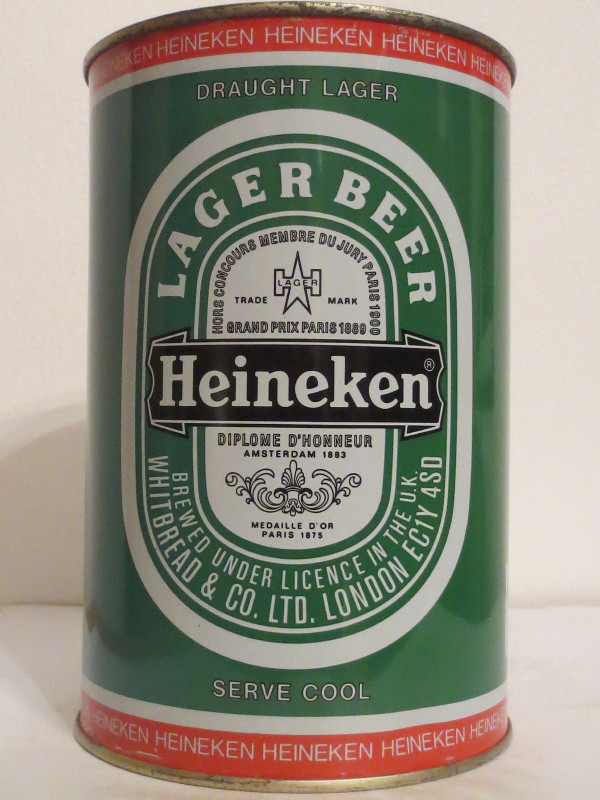 HEINEKEN HEINEKEN HEINEKEN HEINEKEN HEINEKEN
DRAUGHT LAGER
LAGER BEER
HORS CONCOURS MEMBRE DU JURY PARIS 1900
LAGER
TRADE MARK
GRAND PRIX PARIS 1889
Heineken®
DIPLOME D'HONNEUR
AMSTERDAM 1883
MEDAILLE D'OR
PARIS 1875
BREWED UNDER LICENCE IN THE U.K.
WHITBREAD & CO. LTD. LONDON EC1Y 4SD
SERVE COOL
HEINEKEN HEINEKEN HEINEKEN HEINEKEN HEINEKEN